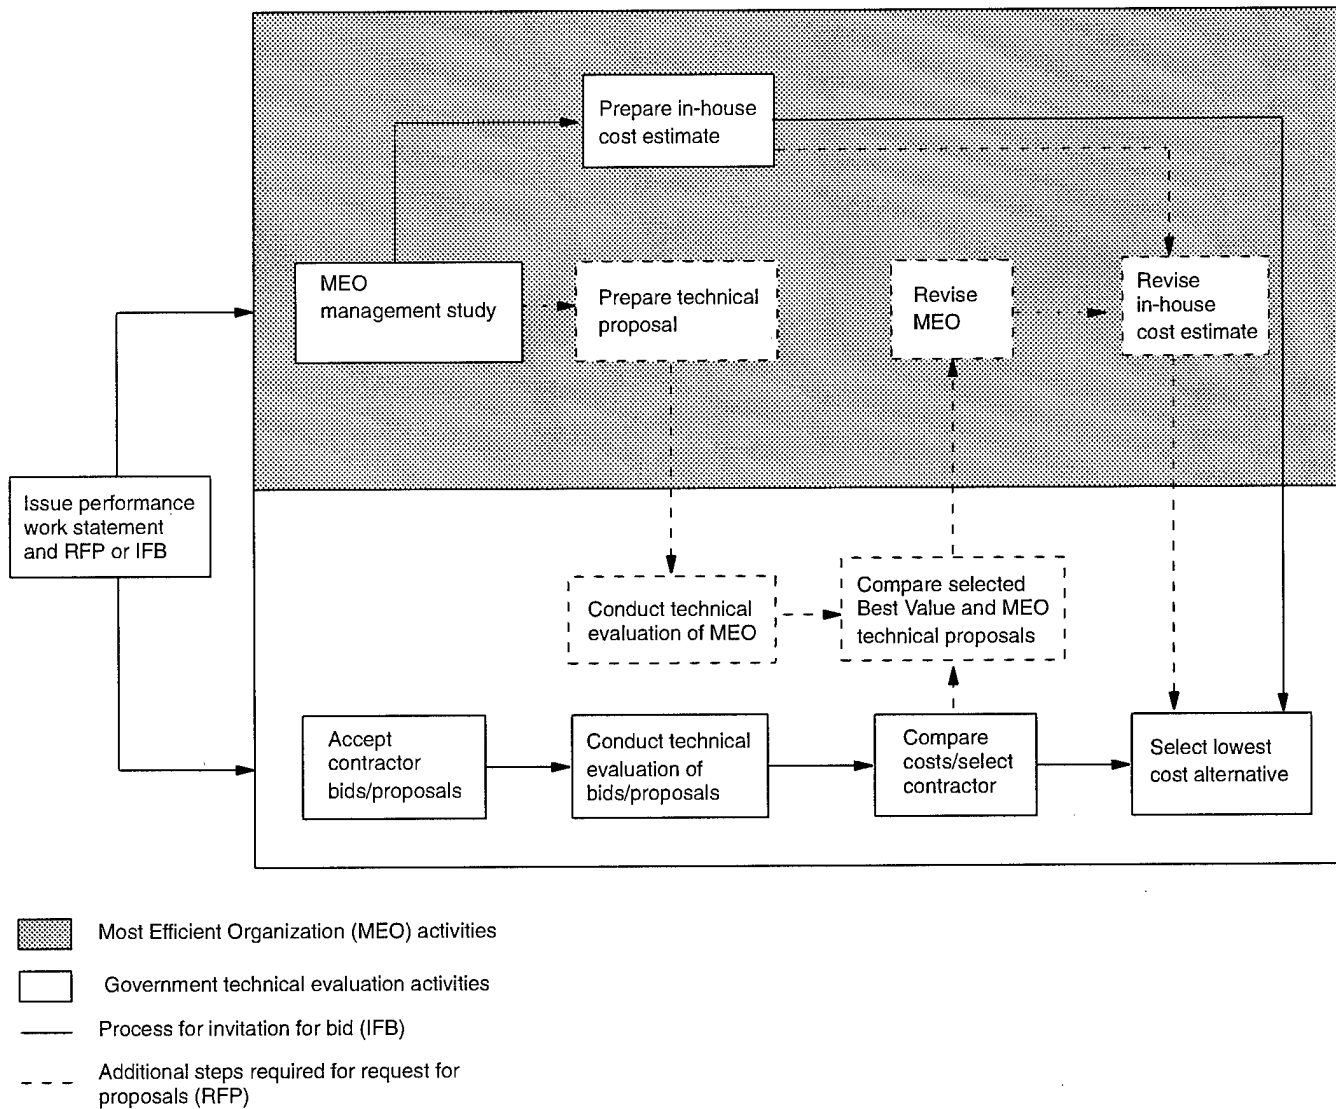 Prepare in-house
cost estimate
MEO
management study
Prepare technical
proposal
Revise
MEO
Revise
in-house
cost estimate
Issue performance
work statement
and RFP or IFB
Conduct technical
evaluation of MEO
Compare selected
Best Value and MEO
technical proposals
Accept
contractor
bids/proposals
Conduct technical
evaluation of
bids/proposals
Compare
costs/select
contractor
Select lowest
cost alternative
Most Efficient Organization (MEO) activities
Government technical evaluation activities
Process for invitation for bid (IFB)
Additional steps required for request for
proposals (RFP)